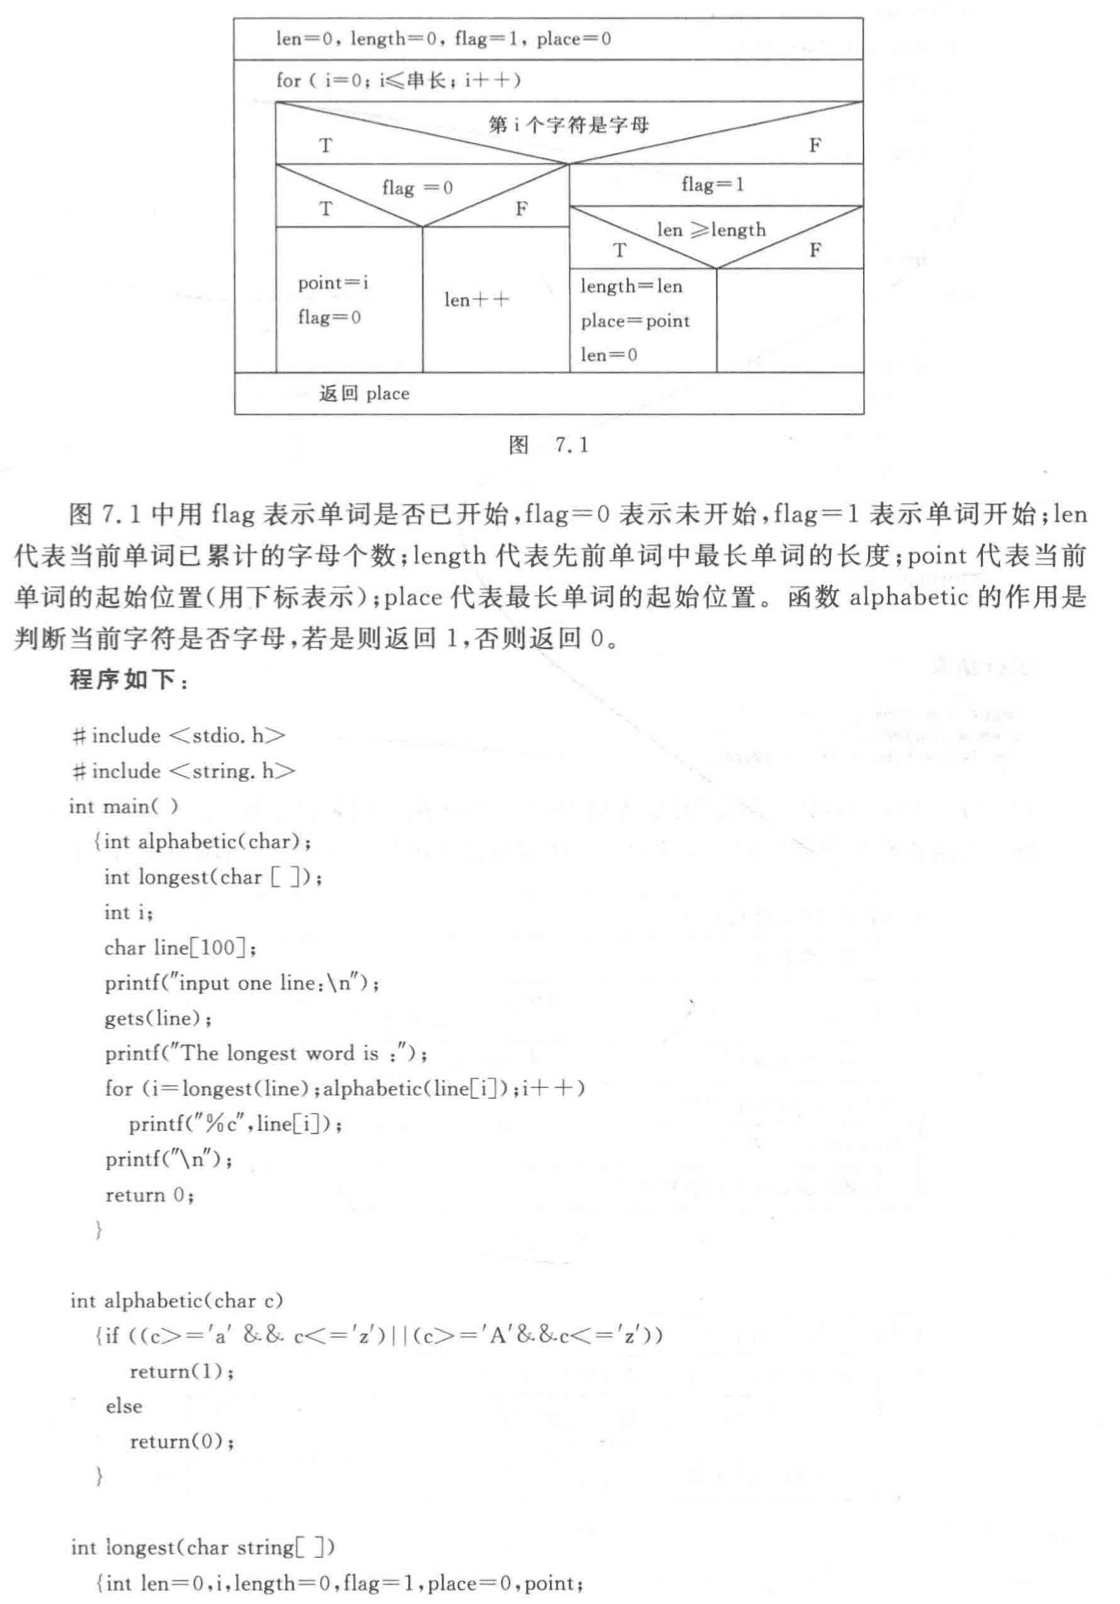 len=0, length=0, flag=1, place=0
for ( i=0; i≤串长; i++)
第 i 个字符是字母
T
F
flag =0
flag=1
T
F
len ≥length
T
F
point=i
flag=0
len++
length=len
place=point
len=0
返回 place
图 7.1
图 7.1 中用 flag 表示单词是否已开始,flag=0 表示未开始,flag=1 表示单词开始;len
代表当前单词已累计的字母个数;length 代表先前单词中最长单词的长度;point 代表当前
单词的起始位置(用下标表示);place 代表最长单词的起始位置。函数 alphabetic 的作用是
判断当前字符是否字母,若是则返回 1,否则返回 0。
程序如下:
#include <stdio.h>
#include <string.h>
int main( )
{int alphabetic(char);
int longest(char [ ]);
int i;
char line[100];
printf("input one line:\n");
gets(line);
printf("The longest word is :");
for (i=longest(line);alphabetic(line[i]);i++)
printf("%c",line[i]);
printf("\n");
return 0;
}
int alphabetic(char c)
{if ((c>='a' && c<='z')||(c>='A'&&c<='z'))
return(1);
else
return(0);
}
int longest(char string[ ])
{int len=0,i,length=0,flag=1,place=0,point;